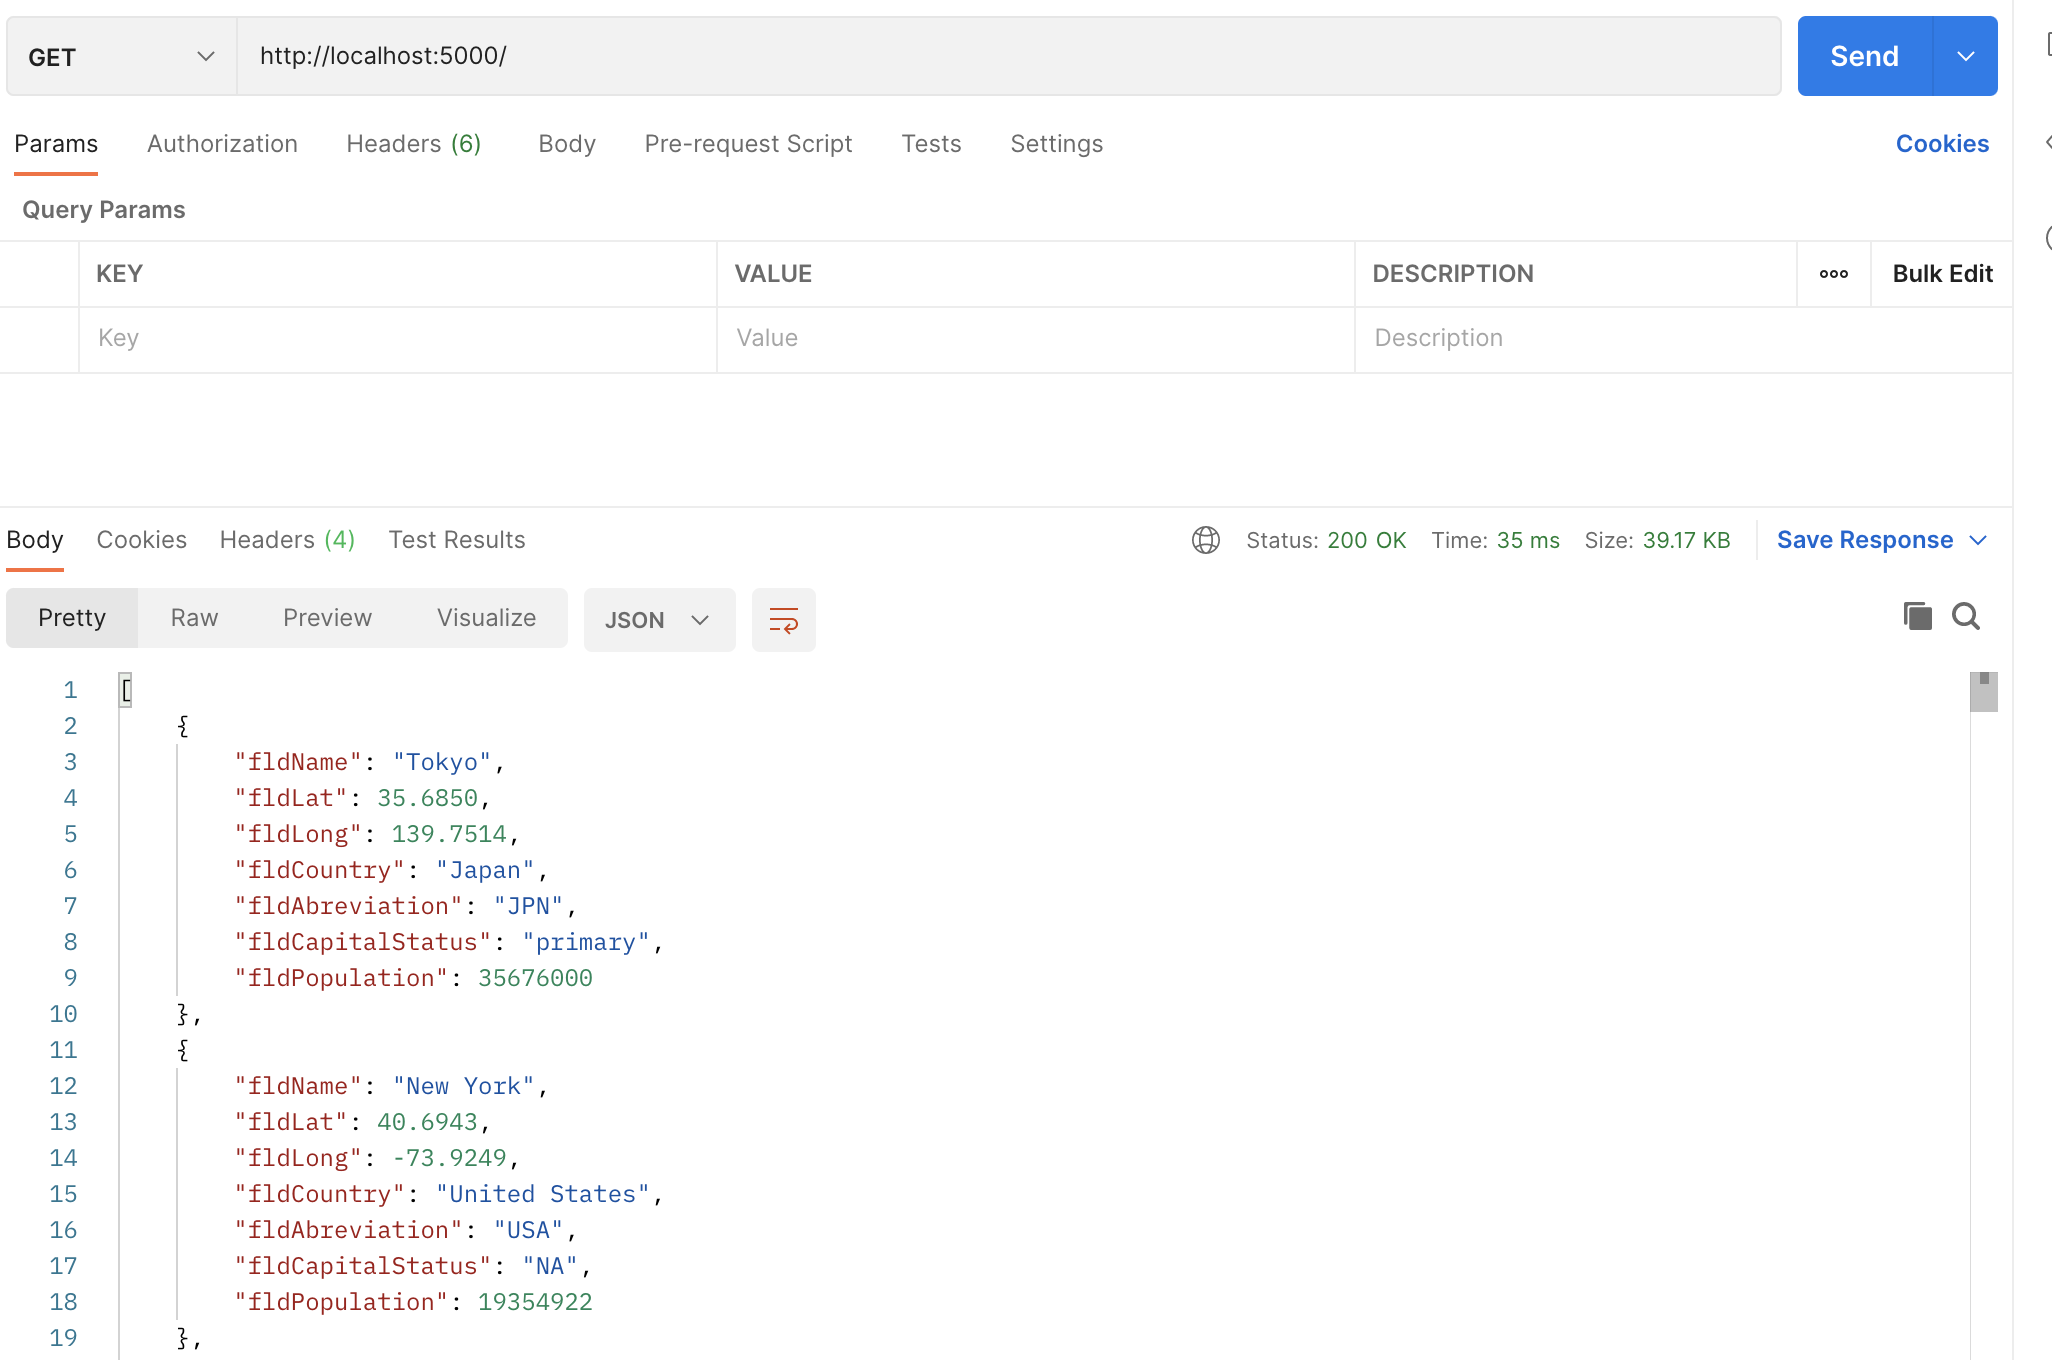 GET http://localhost:5000/ Send
Params Authorization Headers (6) Body Pre-request Script Tests Settings Cookies
Query Params
KEY VALUE DESCRIPTION ooo Bulk Edit
Key Value Description
Body Cookies Headers (4) Test Results Status: 200 OK Time: 35 ms Size: 39.17 KB Save Response
Pretty Raw Preview Visualize JSON
1 [
2 {
3 "fldName": "Tokyo",
4 "fldLat": 35.6850,
5 "fldLong": 139.7514,
6 "fldCountry": "Japan",
7 "fldAbreviation": "JPN",
8 "fldCapitalStatus": "primary",
9 "fldPopulation": 35676000
10 },
11 {
12 "fldName": "New York",
13 "fldLat": 40.6943,
14 "fldLong": -73.9249,
15 "fldCountry": "United States",
16 "fldAbreviation": "USA",
17 "fldCapitalStatus": "NA",
18 "fldPopulation": 19354922
19 },